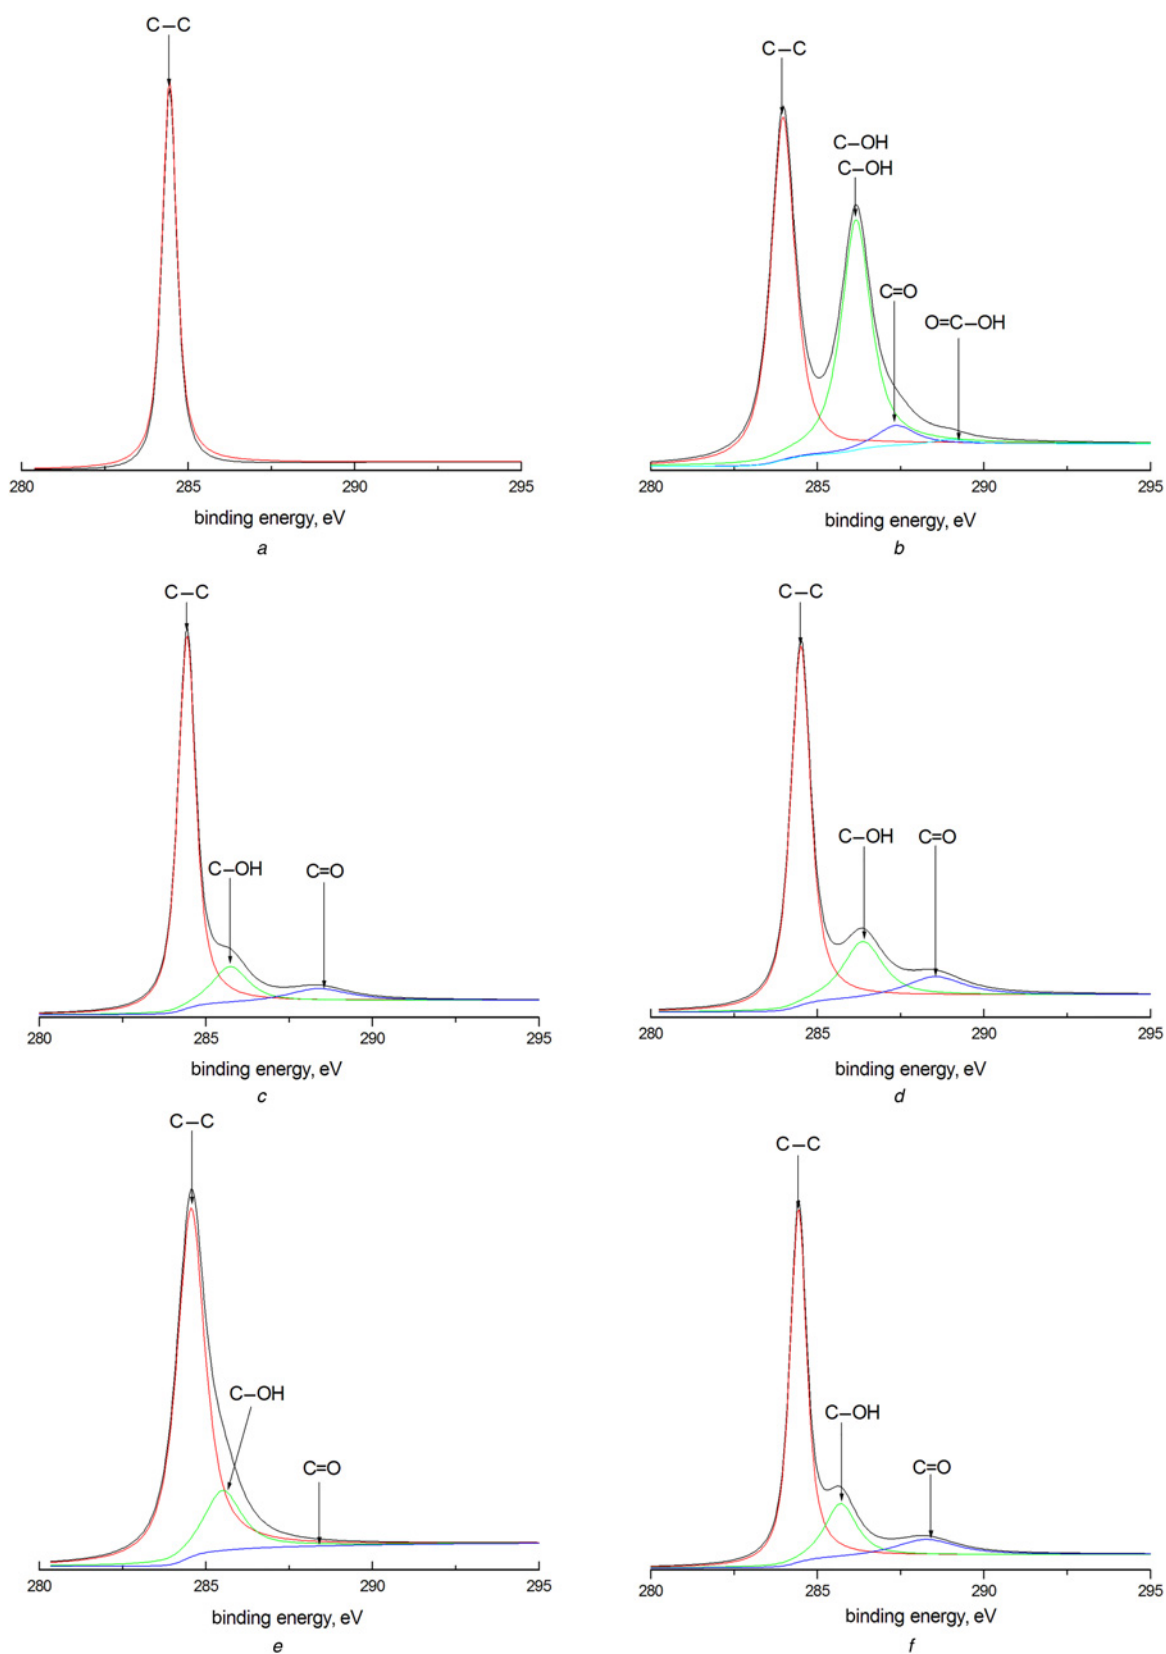 C–C
280 285 290 295
binding energy, eV
a
C–C
C–OH
C–OH
C=O
O=C–OH
280 285 290 295
binding energy, eV
b
C–C
C–OH
C=O
280 285 290 295
binding energy, eV
c
C–C
C–OH
C=O
280 285 290 295
binding energy, eV
d
C–C
C–OH
C=O
280 285 290 295
binding energy, eV
e
C–C
C–OH
C=O
280 285 290 295
binding energy, eV
f